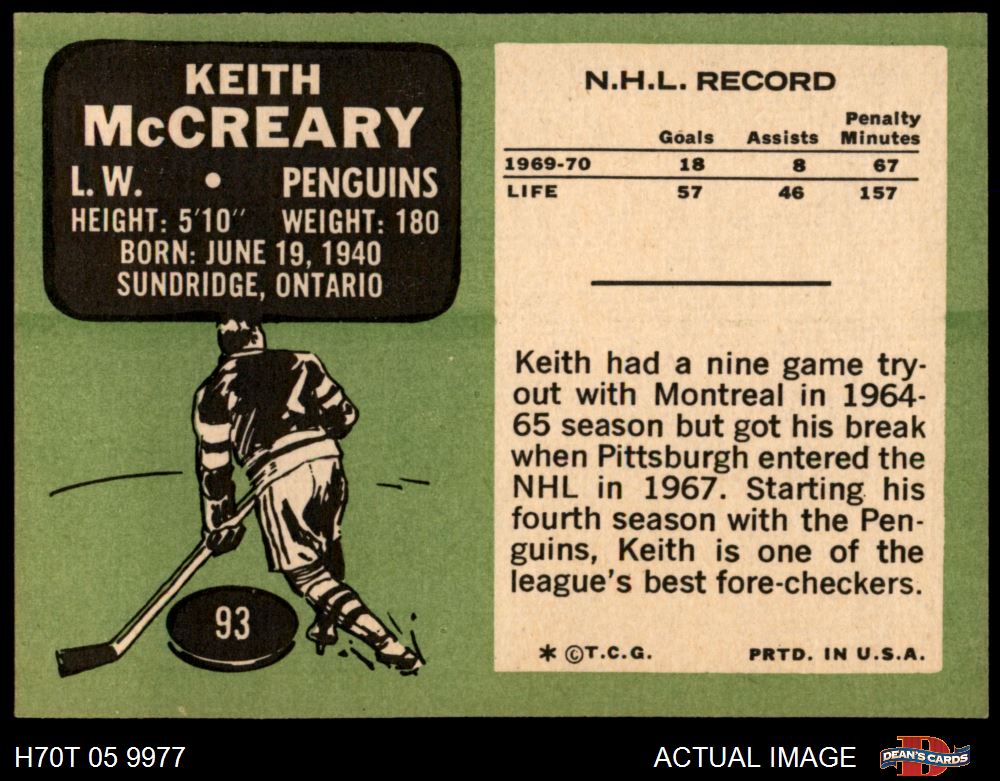 KEITH
McCREARY
L.W. • PENGUINS
HEIGHT: 5'10" WEIGHT: 180
BORN: JUNE 19, 1940
SUNDRIDGE, ONTARIO
93
N.H.L. RECORD
Goals Assists Penalty Minutes
1969-70 18 8 67
LIFE 57 46 157
Keith had a nine game try-
out with Montreal in 1964-
65 season but got his break
when Pittsburgh entered the
NHL in 1967. Starting his
fourth season with the Pen-
guins, Keith is one of the
league's best fore-checkers.
* ©T.C.G. PRTD. IN U.S.A.
H70T 05 9977 ACTUAL IMAGE DEAN'S CARDS